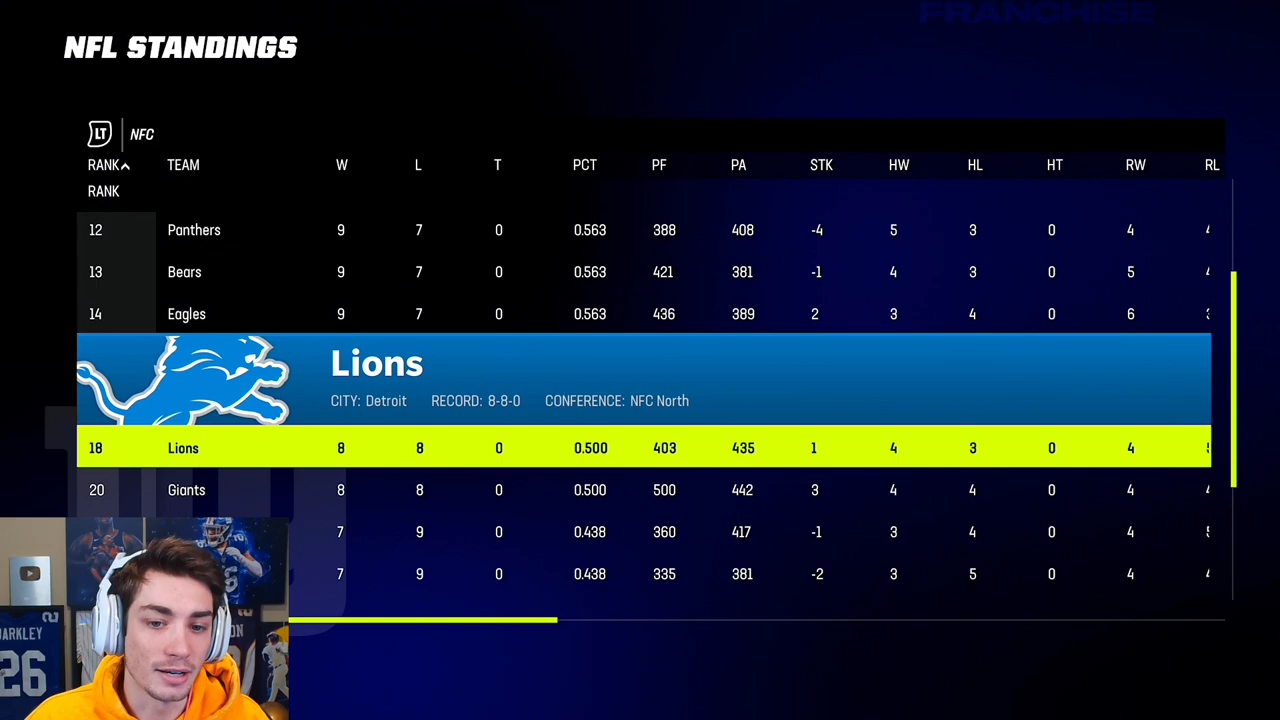 FRANCHISE
NFL STANDINGS
LT NFC
RANK TEAM W L T PCT PF PA STK HW HL HT RW RL
RANK
12 Panthers 9 7 0 0.563 388 408 -4 5 3 0 4
13 Bears 9 7 0 0.563 421 381 -1 4 3 0 5
14 Eagles 9 7 0 0.563 436 389 2 3 4 0 6
Lions
CITY: Detroit RECORD: 8-8-0 CONFERENCE: NFC North
18 Lions 8 8 0 0.500 403 435 1 4 3 0 4
20 Giants 8 8 0 0.500 500 442 3 4 4 0 4
7 9 0 0.438 360 417 -1 3 4 0 4
7 9 0 0.438 335 381 -2 3 5 0 4
ARKLEY
26